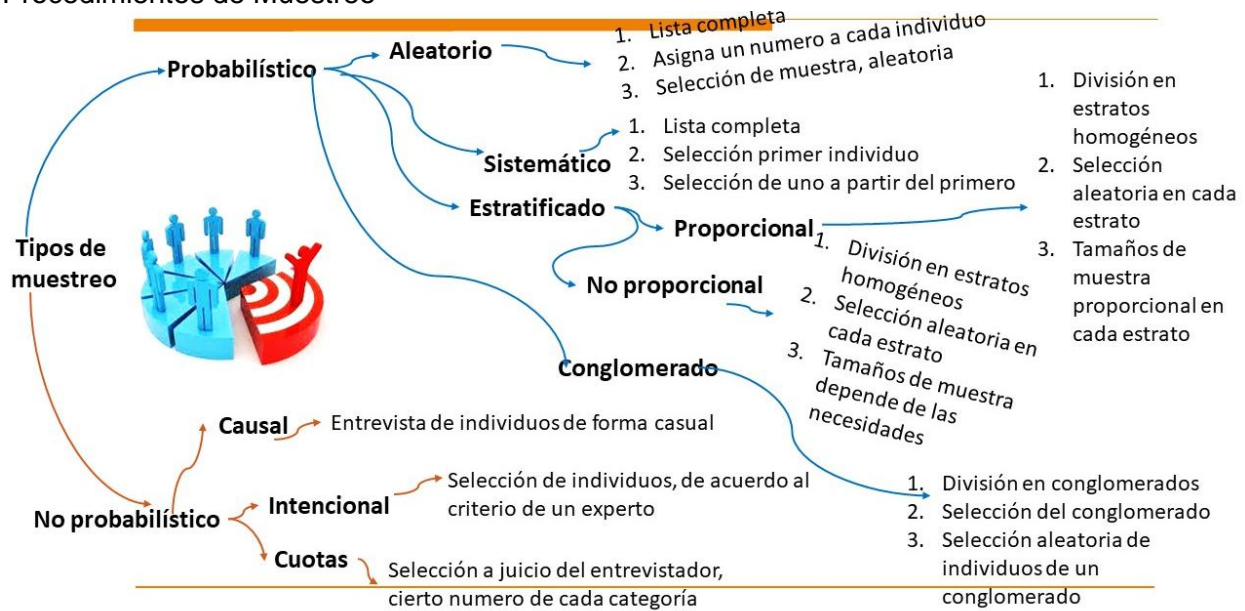 Procedimientos de Muestreo
Tipos de
muestreo
Probabilístico
Aleatorio
1. Lista completa
2. Asigna un numero a cada individuo
3. Selección de muestra, aleatoria
Sistemático
1. Lista completa
2. Selección primer individuo
3. Selección de uno a partir del primero
Estratificado
Proporcional
1. División en
estratos
homogéneos
2. Selección
aleatoria en cada
estrato
3. Tamaños de
muestra
proporcional en
cada estrato
No proporcional
1. División en estratos
homogéneos
2. Selección aleatoria en
cada estrato
3. Tamaños de muestra
depende de las
necesidades
Conglomerado
1. División en conglomerados
2. Selección del conglomerado
3. Selección aleatoria de
individuos de un
conglomerado
No probabilístico
Causal
Entrevista de individuos de forma casual
Intencional
Selección de individuos, de acuerdo al
criterio de un experto
Cuotas
Selección a juicio del entrevistador,
cierto numero de cada categoría